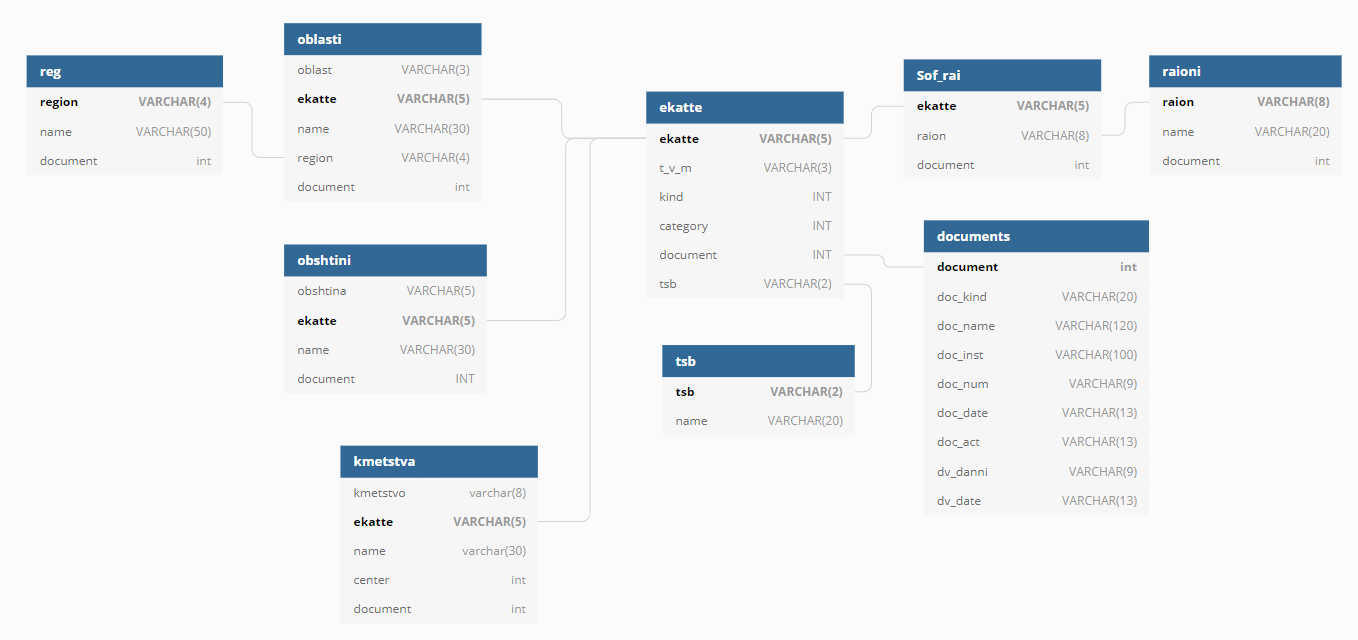 reg
region VARCHAR(4)
name VARCHAR(50)
document int
oblasti
oblast VARCHAR(3)
ekatte VARCHAR(5)
name VARCHAR(30)
region VARCHAR(4)
document int
obshtini
obshtina VARCHAR(5)
ekatte VARCHAR(5)
name VARCHAR(30)
document INT
kmetstva
kmetstvo varchar(8)
ekatte VARCHAR(5)
name varchar(30)
center int
document int
ekatte
ekatte VARCHAR(5)
t_v_m VARCHAR(3)
kind INT
category INT
document INT
tsb VARCHAR(2)
tsb
tsb VARCHAR(2)
name VARCHAR(20)
Sof_rai
ekatte VARCHAR(5)
raion VARCHAR(8)
document int
raioni
raion VARCHAR(8)
name VARCHAR(20)
document int
documents
document int
doc_kind VARCHAR(20)
doc_name VARCHAR(120)
doc_inst VARCHAR(100)
doc_num VARCHAR(9)
doc_date VARCHAR(13)
doc_act VARCHAR(13)
dv_danni VARCHAR(9)
dv_date VARCHAR(13)